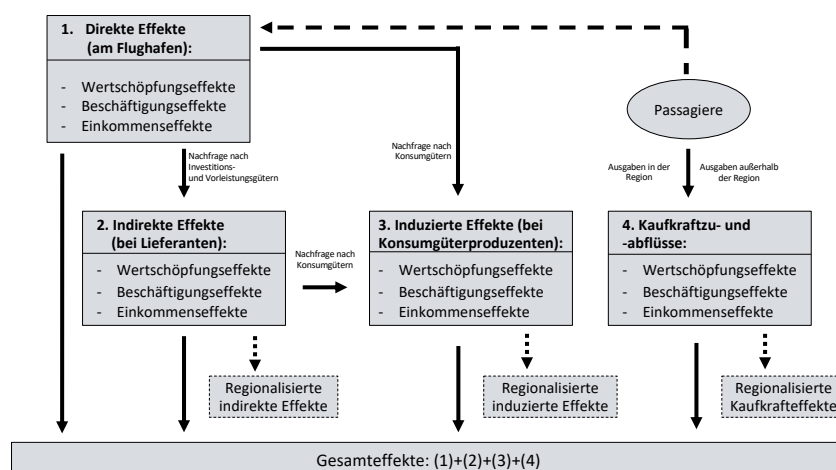 1. Direkte Effekte
(am Flughafen):
- Wertschöpfungseffekte
- Beschäftigungseffekte
- Einkommenseffekte
Passagiere
Nachfrage nach
Konsumgütern
Nachfrage nach
Investitions-
und Vorleistungsgütern
Ausgaben in der
Region
Ausgaben außerhalb
der Region
2. Indirekte Effekte
(bei Lieferanten):
- Wertschöpfungseffekte
- Beschäftigungseffekte
- Einkommenseffekte
Nachfrage nach
Konsumgütern
3. Induzierte Effekte (bei
Konsumgüterproduzenten):
- Wertschöpfungseffekte
- Beschäftigungseffekte
- Einkommenseffekte
4. Kaufkraftzu- und
-abflüsse:
- Wertschöpfungseffekte
- Beschäftigungseffekte
- Einkommenseffekte
Regionalisierte
indirekte Effekte
Regionalisierte
induzierte Effekte
Regionalisierte
Kaufkrafteffekte
Gesamteffekte: (1)+(2)+(3)+(4)